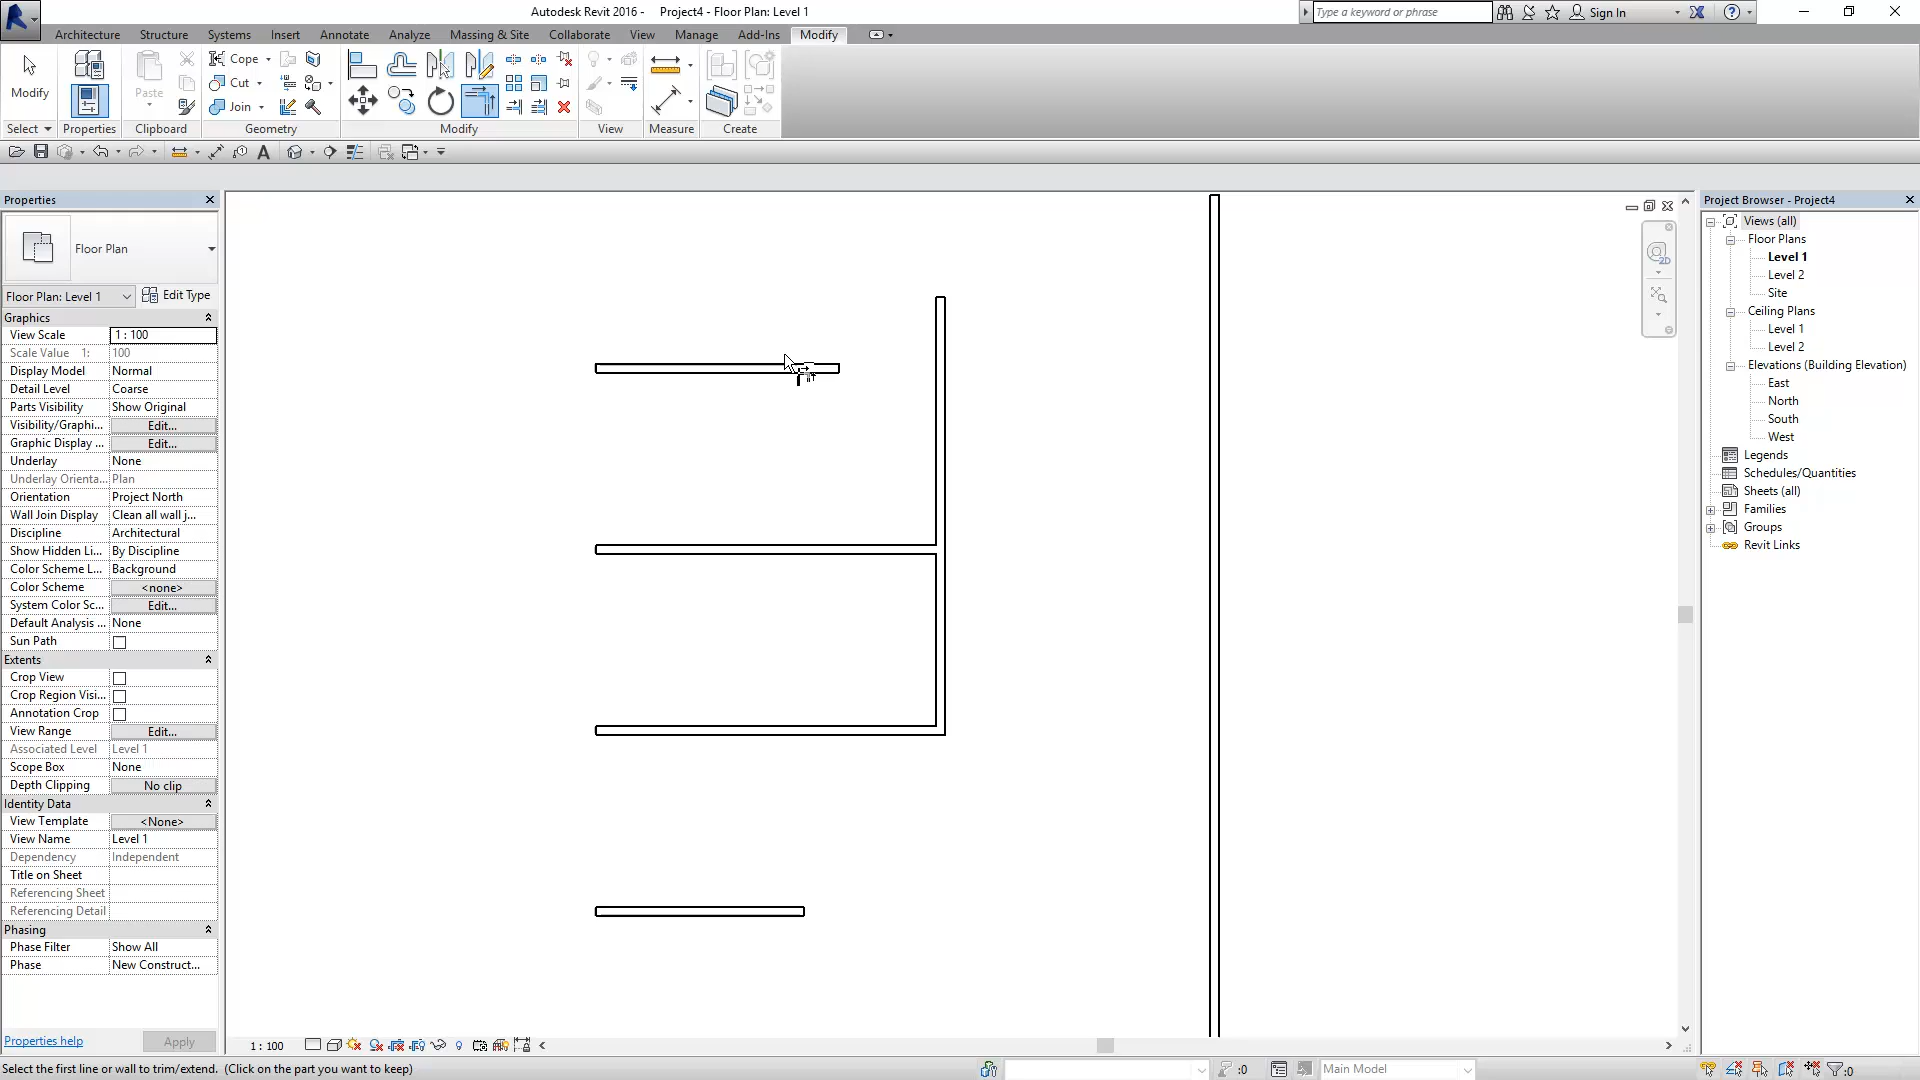 Autodesk Revit 2016 - Project4 - Floor Plan: Level 1
Type a keyword or phrase
Sign In
Architecture Structure Systems Insert Annotate Analyze Massing & Site Collaborate View Manage Add-Ins Modify
Modify
Paste
Cope
Cut
Join
Select Properties Clipboard Geometry Modify View Measure Create
A
Properties
Floor Plan
Floor Plan: Level 1 Edit Type
Graphics
View Scale 1 : 100
Scale Value 1: 100
Display Model Normal
Detail Level Coarse
Parts Visibility Show Original
Visibility/Graphi... Edit...
Graphic Display ... Edit...
Underlay None
Underlay Orienta... Plan
Orientation Project North
Wall Join Display Clean all wall j...
Discipline Architectural
Show Hidden Li... By Discipline
Color Scheme L... Background
Color Scheme <none>
System Color Sc... Edit...
Default Analysis ... None
Sun Path
Extents
Crop View
Crop Region Visi...
Annotation Crop
View Range Edit...
Associated Level Level 1
Scope Box None
Depth Clipping No clip
Identity Data
View Template <None>
View Name Level 1
Dependency Independent
Title on Sheet
Referencing Sheet
Referencing Detail
Phasing
Phase Filter Show All
Phase New Construct...
Properties help Apply
2D
Project Browser - Project4
Views (all)
Floor Plans
Level 1
Level 2
Site
Ceiling Plans
Level 1
Level 2
Elevations (Building Elevation)
East
North
South
West
Legends
Schedules/Quantities
Sheets (all)
Families
Groups
Revit Links
1 : 100
Select the first line or wall to trim/extend. (Click on the part you want to keep)
:0
Main Model
:0